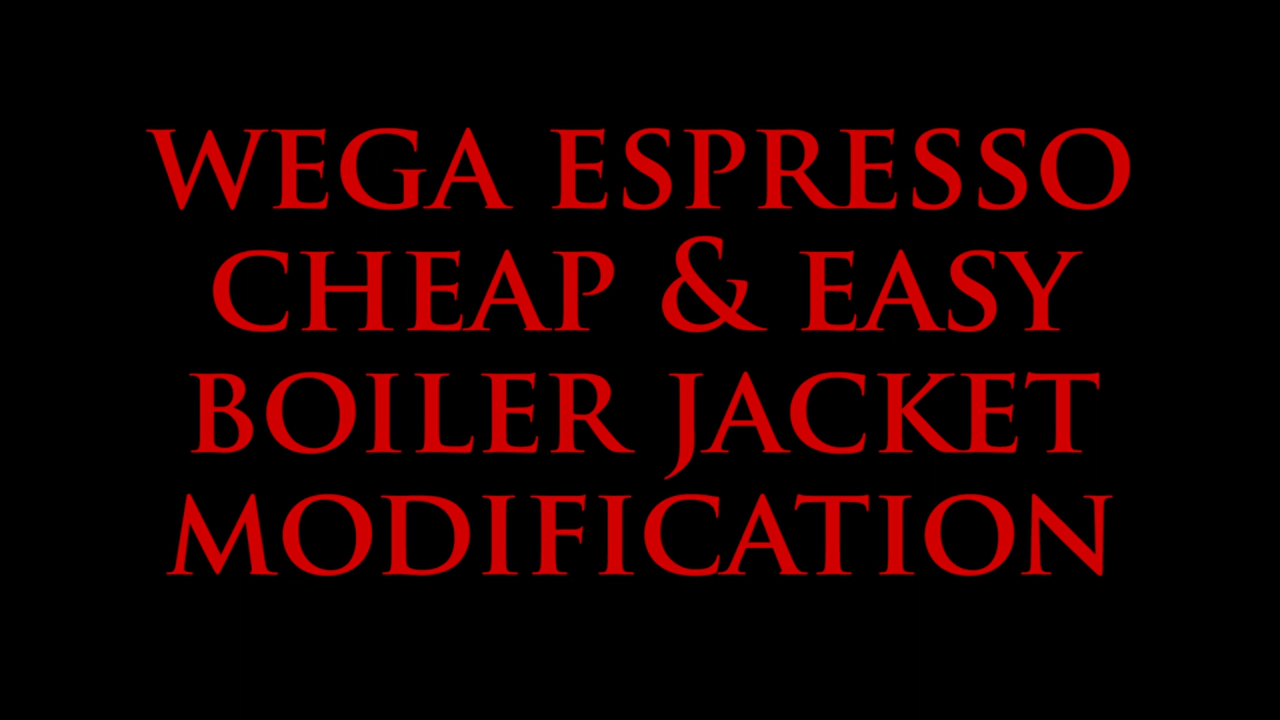 WEGA ESPRESSO
CHEAP & EASY
BOILER JACKET
MODIFICATION